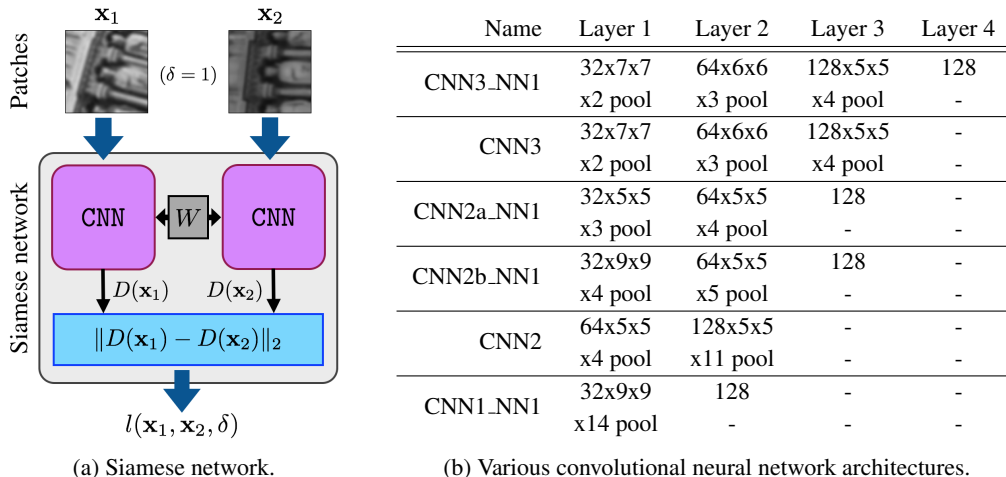 x₁ x₂
Patches
(δ = 1)
Siamese network
CNN W CNN
D(x₁) D(x₂)
‖D(x₁) − D(x₂)‖₂
l(x₁, x₂, δ)
(a) Siamese network.
Name Layer 1 Layer 2 Layer 3 Layer 4
CNN3_NN1 32x7x7 64x6x6 128x5x5 128
x2 pool x3 pool x4 pool -
CNN3 32x7x7 64x6x6 128x5x5 -
x2 pool x3 pool x4 pool -
CNN2a_NN1 32x5x5 64x5x5 128 -
x3 pool x4 pool - -
CNN2b_NN1 32x9x9 64x5x5 128 -
x4 pool x5 pool - -
CNN2 64x5x5 128x5x5 - -
x4 pool x11 pool - -
CNN1_NN1 32x9x9 128 - -
x14 pool - - -
(b) Various convolutional neural network architectures.